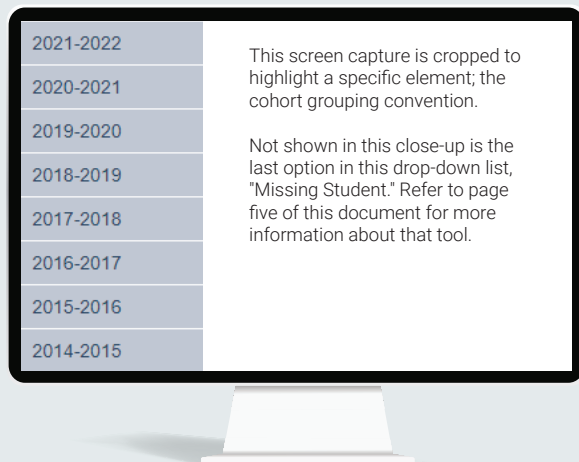 2021-2022
2020-2021
2019-2020
2018-2019
2017-2018
2016-2017
2015-2016
2014-2015
This screen capture is cropped to
highlight a specific element; the
cohort grouping convention.
Not shown in this close-up is the
last option in this drop-down list,
"Missing Student." Refer to page
five of this document for more
information about that tool.